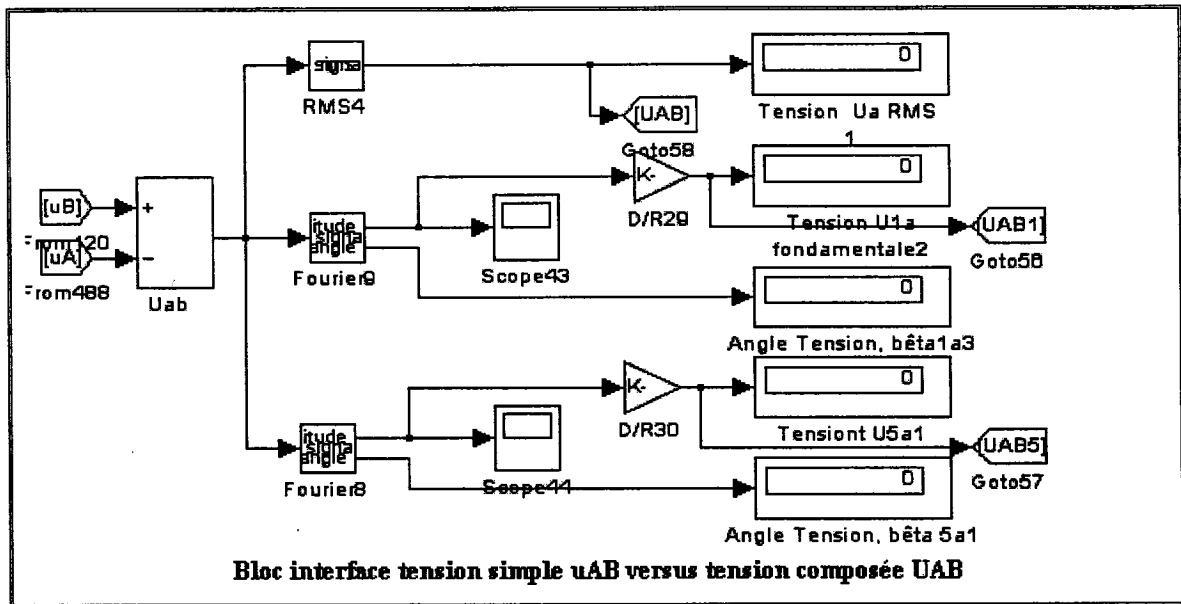 signsa
RMS4
0
Tension Ua RMS
1
[UAB]
Goto58
[uB]
+
From120
[uA]
−
From488
Uab
itude
signa
angle
Fourier9
Scope43
K-
D/R29
0
Tension U1a
fondamentale2
[UAB1]
Goto56
0
Angle Tension, bêta1a3
itude
signa
angle
Fourier8
Scope44
K-
D/R30
0
Tensiont U5a1
[UAB5]
Goto57
0
Angle Tension, bêta 5a1
Bloc interface tension simple uAB versus tension composée UAB